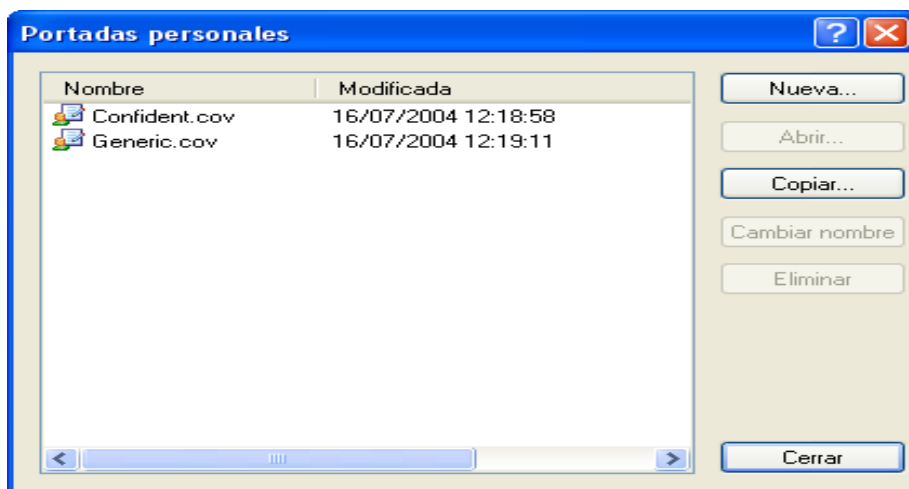 Portadas personales
Nombre Modificada
Confident.cov 16/07/2004 12:18:58
Generic.cov 16/07/2004 12:19:11
Nueva...
Abrir...
Copiar...
Cambiar nombre
Eliminar
Cerrar